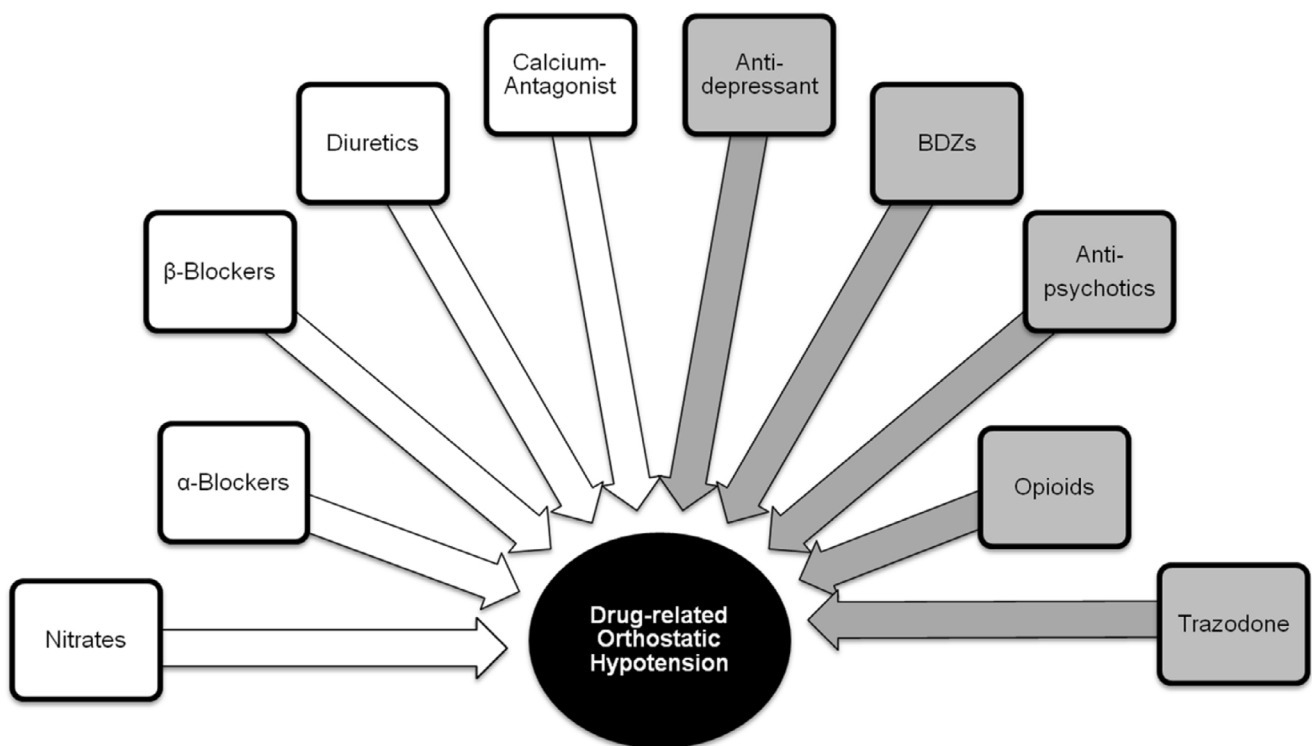 Calcium-
Antagonist
Anti-
depressant
Diuretics
BDZs
β-Blockers
Anti-
psychotics
α-Blockers
Opioids
Nitrates
Drug-related
Orthostatic
Hypotension
Trazodone